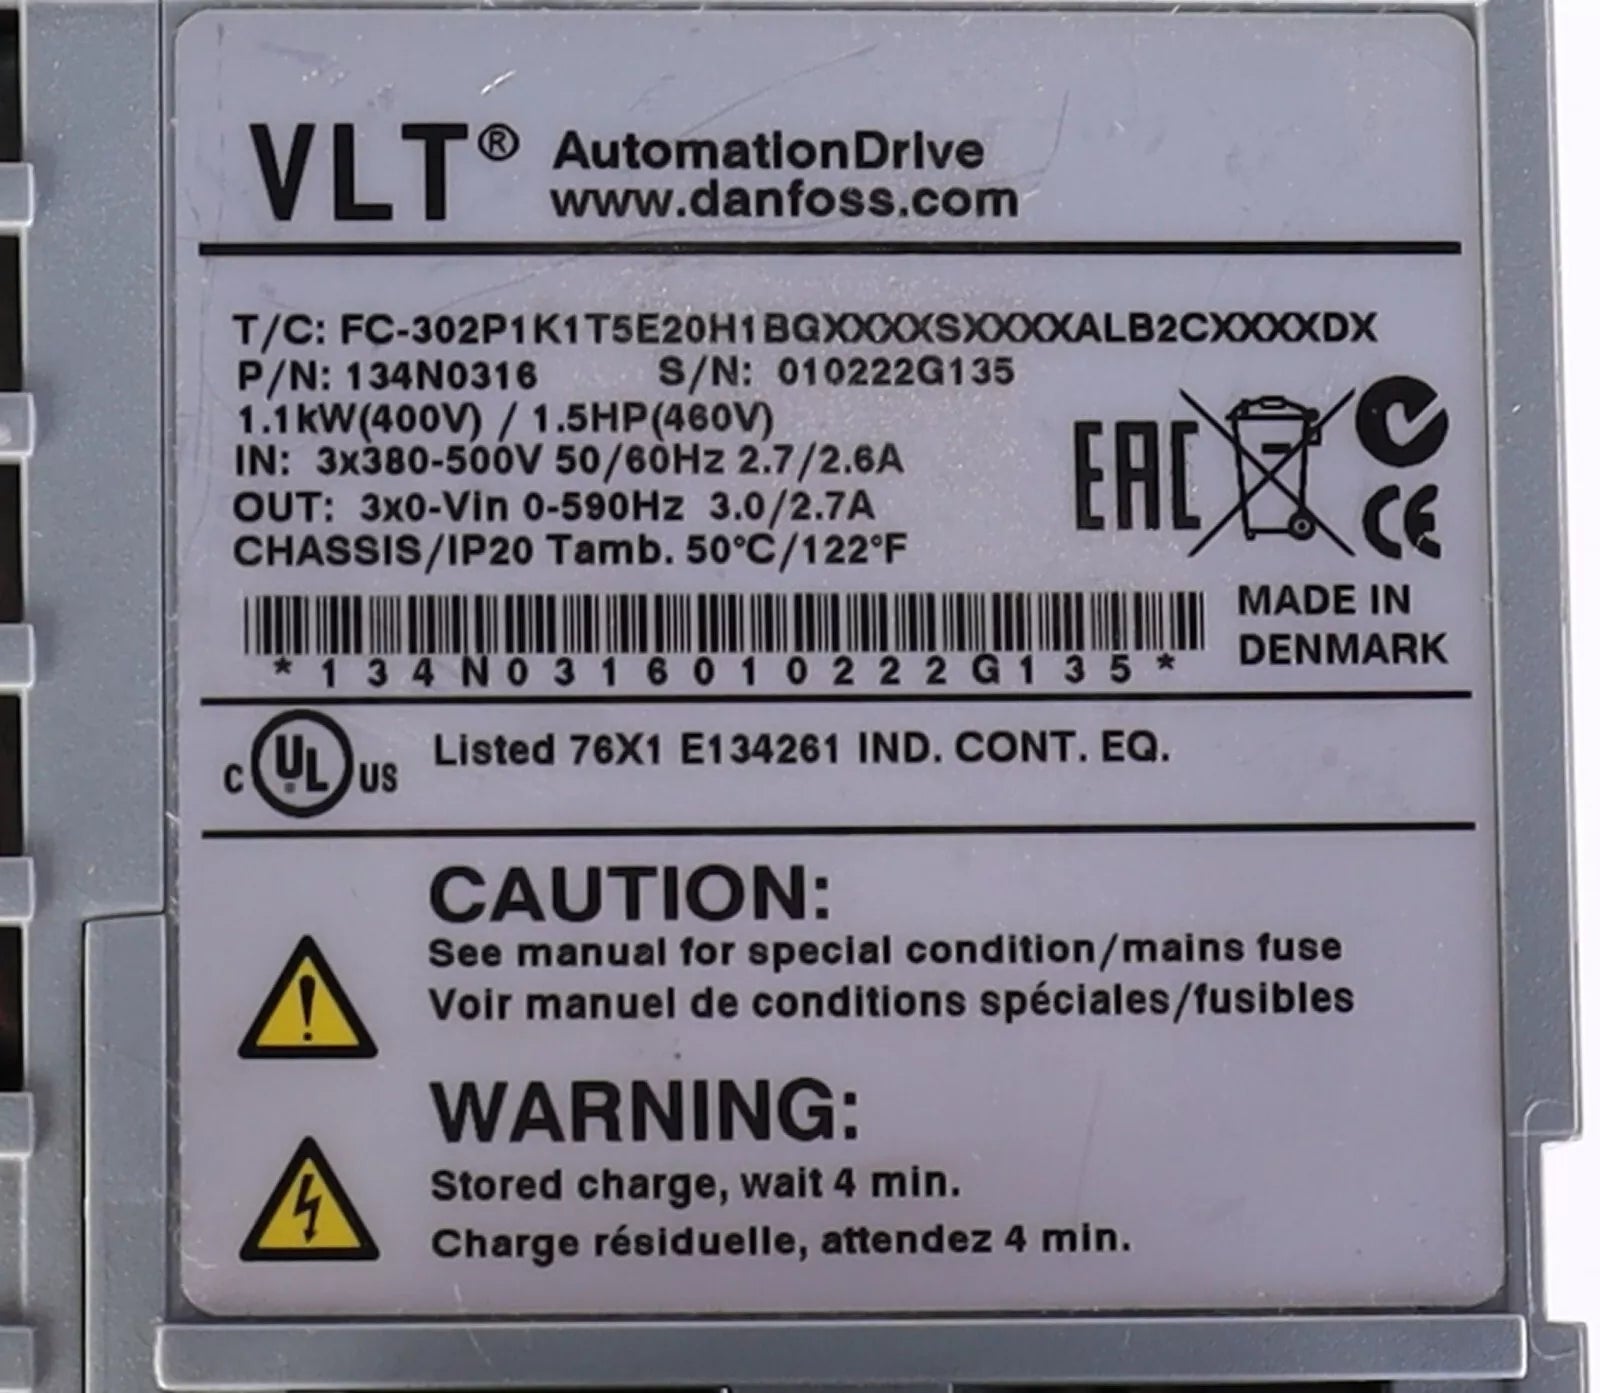 VLT® AutomationDrive
www.danfoss.com
T/C: FC-302P1K1T5E20H1BGXXXXSXXXXALB2CXXXXDX
P/N: 134N0316 S/N: 010222G135
1.1kW(400V) / 1.5HP(460V)
IN: 3x380-500V 50/60Hz 2.7/2.6A
OUT: 3x0-Vin 0-590Hz 3.0/2.7A
CHASSIS/IP20 Tamb. 50°C/122°F
EAC
CE
*134N0316010222G135*
MADE IN
DENMARK
C UL® US Listed 76X1 E134261 IND. CONT. EQ.
CAUTION:
See manual for special condition/mains fuse
Voir manuel de conditions spéciales/fusibles
WARNING:
Stored charge, wait 4 min.
Charge résiduelle, attendez 4 min.